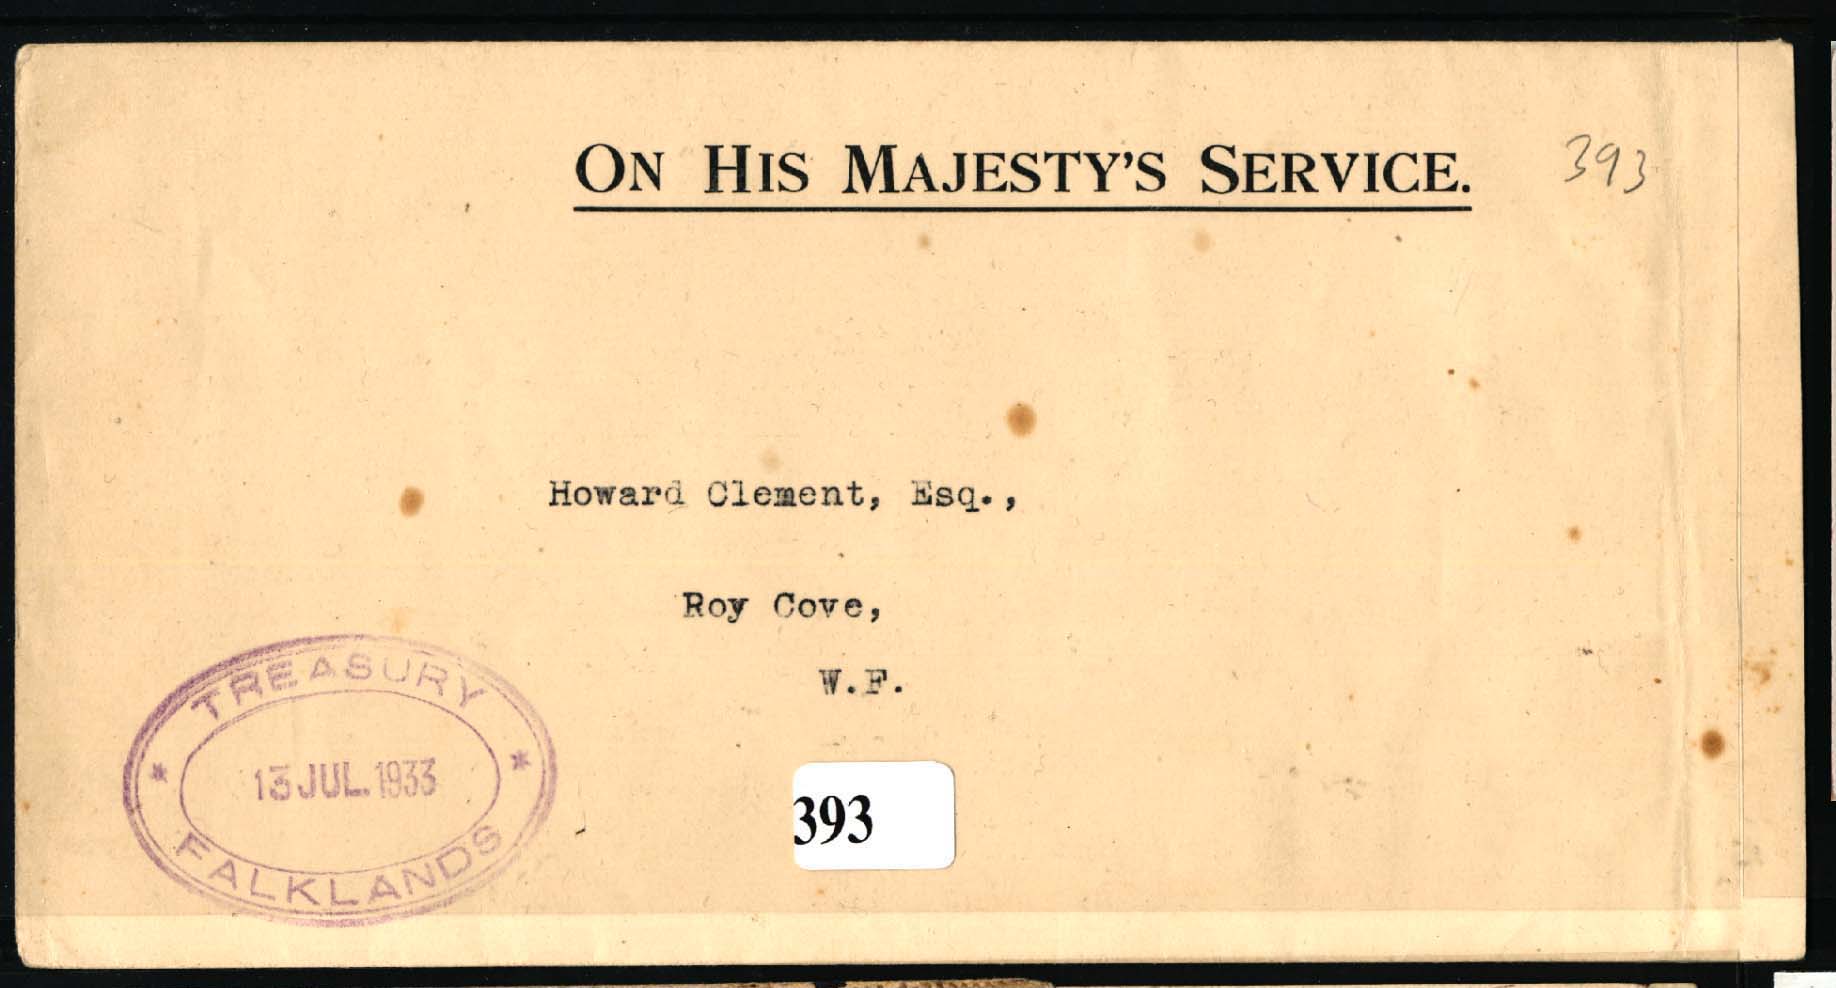 ON HIS MAJESTY'S SERVICE.
393
Howard Clement, Esq.,
Roy Cove,
W.F.
TREASURY
* 13 JUL. 1933 *
FALKLANDS
393